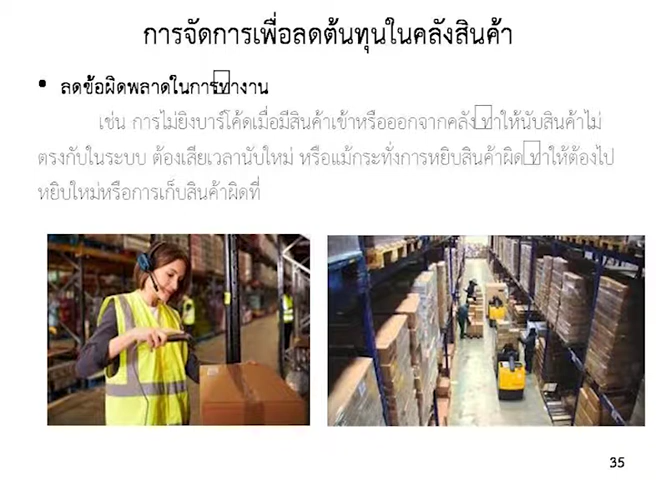 การจัดการเพื่อลดต้นทุนในคลังสินค้า
• ลดข้อผิดพลาดในการทำงาน
เช่น การไม่ยิงบาร์โค้ดเมื่อมีสินค้าเข้าหรือออกจากคลัง ทำให้นับสินค้าไม่
ตรงกับในระบบ ต้องเสียเวลานับใหม่ หรือแม้กระทั่งการหยิบสินค้าผิด ทำให้ต้องไป
หยิบใหม่หรือการเก็บสินค้าผิดที่
35